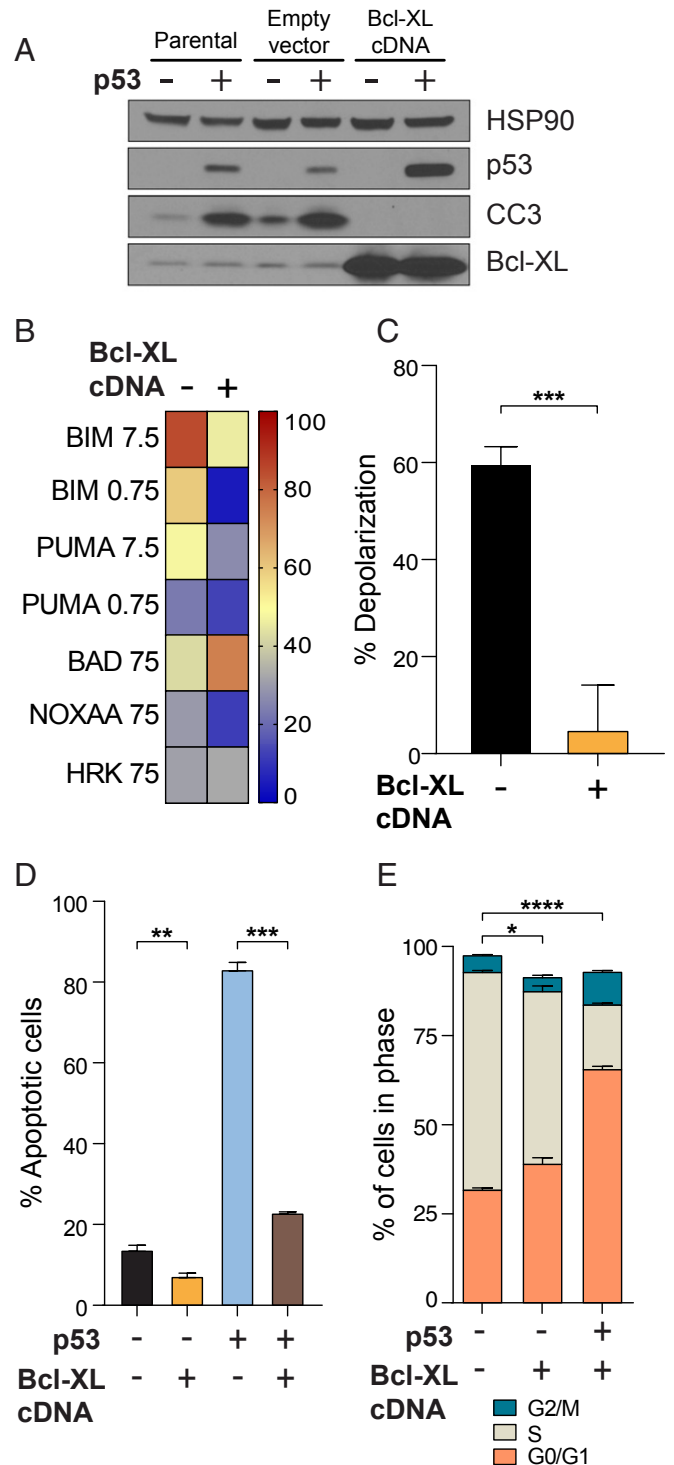 A
Parental
Empty
vector
Bcl-XL
cDNA
p53 - + - + - +
HSP90
p53
CC3
Bcl-XL
B
Bcl-XL
cDNA - +
BIM 7.5
BIM 0.75
PUMA 7.5
PUMA 0.75
BAD 75
NOXAA 75
HRK 75
100
80
60
40
20
0
C
% Depolarization
80
60
40
20
0
***
Bcl-XL
cDNA
- +
D
% Apoptotic cells
100
80
60
40
20
0
** ***
p53 - - + +
Bcl-XL - + - +
cDNA
E
% of cells in phase
100
75
50
25
0
****
*
p53 - - +
Bcl-XL - + +
cDNA
G2/M
S
G0/G1